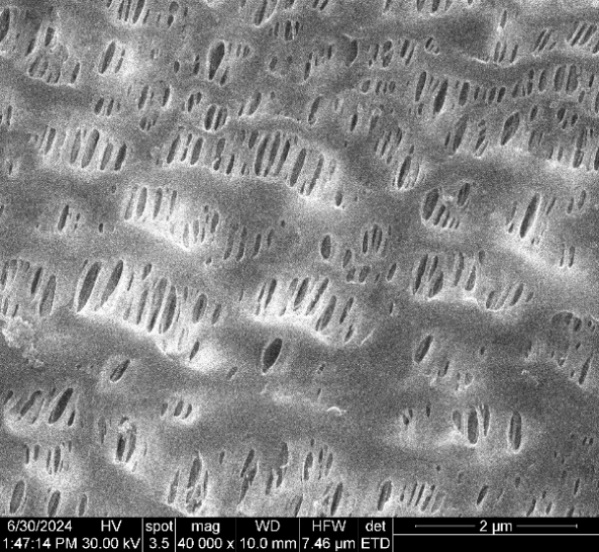 6/30/2024 HV spot mag WD HFW det
1:47:14 PM 30.00 kV 3.5 40 000 x 10.0 mm 7.46 µm ETD
2 µm